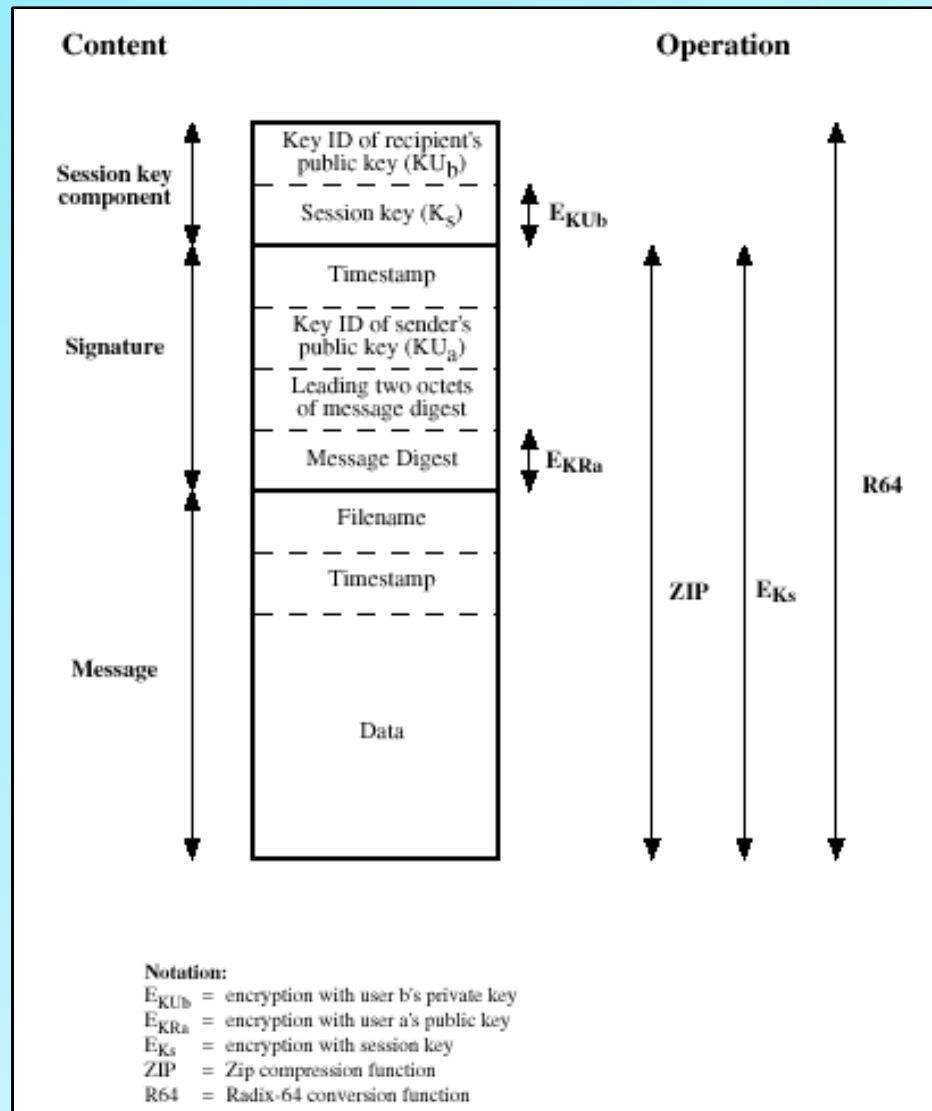 Content
Operation
Session key
component
Key ID of recipient's
public key (KUb)
Session key (Ks)
EKUb
Signature
Timestamp
Key ID of sender's
public key (KUa)
Leading two octets
of message digest
Message Digest
EKRa
R64
Message
Filename
Timestamp
ZIP
EKs
Data
Notation:
EKUb = encryption with user b's private key
EKRa = encryption with user a's public key
EKs = encryption with session key
ZIP = Zip compression function
R64 = Radix-64 conversion function